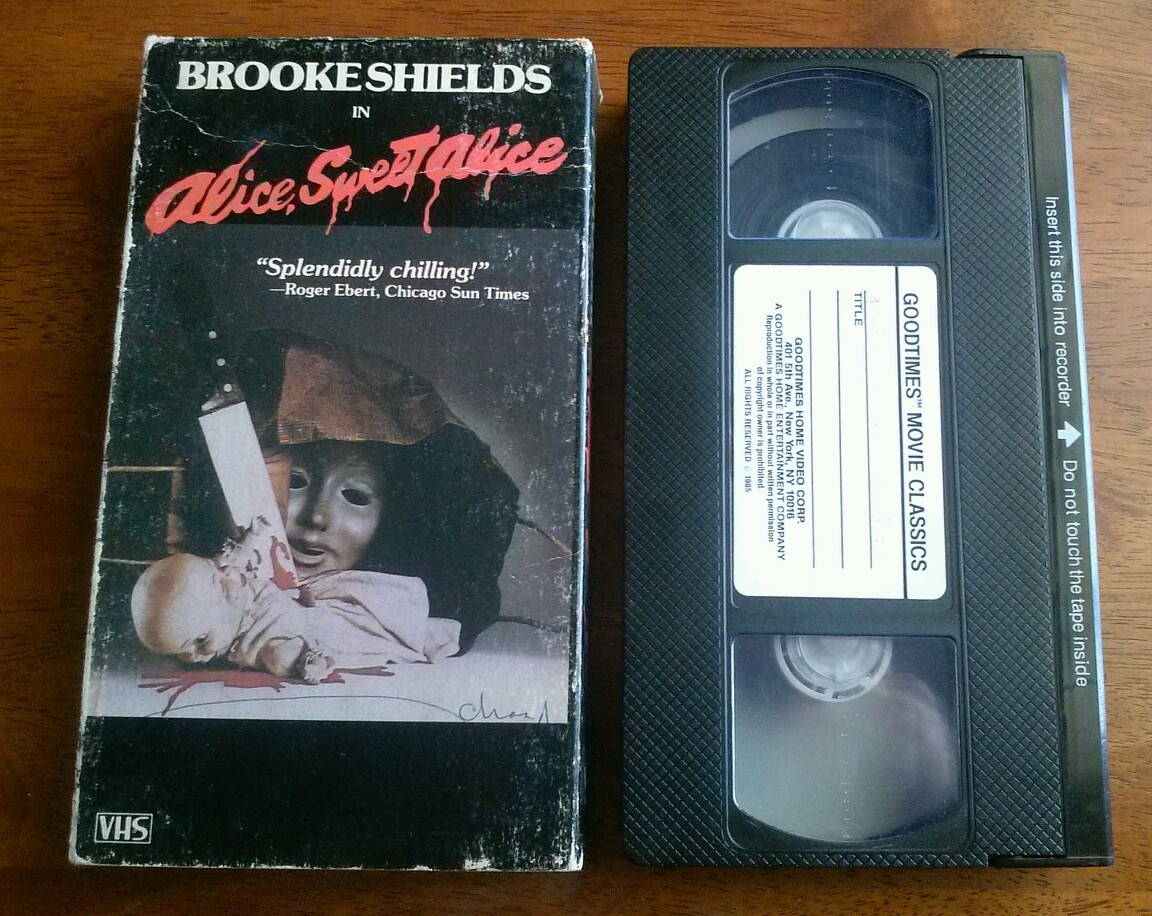 BROOKE SHIELDS
IN
Alice, Sweet Alice
“Splendidly chilling!”
—Roger Ebert, Chicago Sun Times
VHS
GOODTIMES™ MOVIE CLASSICS
TITLE
GOODTIMES HOME VIDEO CORP.
401 5th Ave., New York, NY 10016
A GOODTIMES HOME ENTERTAINMENT COMPANY
Reproduction in whole or in part without written permission
of copyright owner is prohibited.
ALL RIGHTS RESERVED © 1985
Insert this side into recorder
Do not touch the tape inside